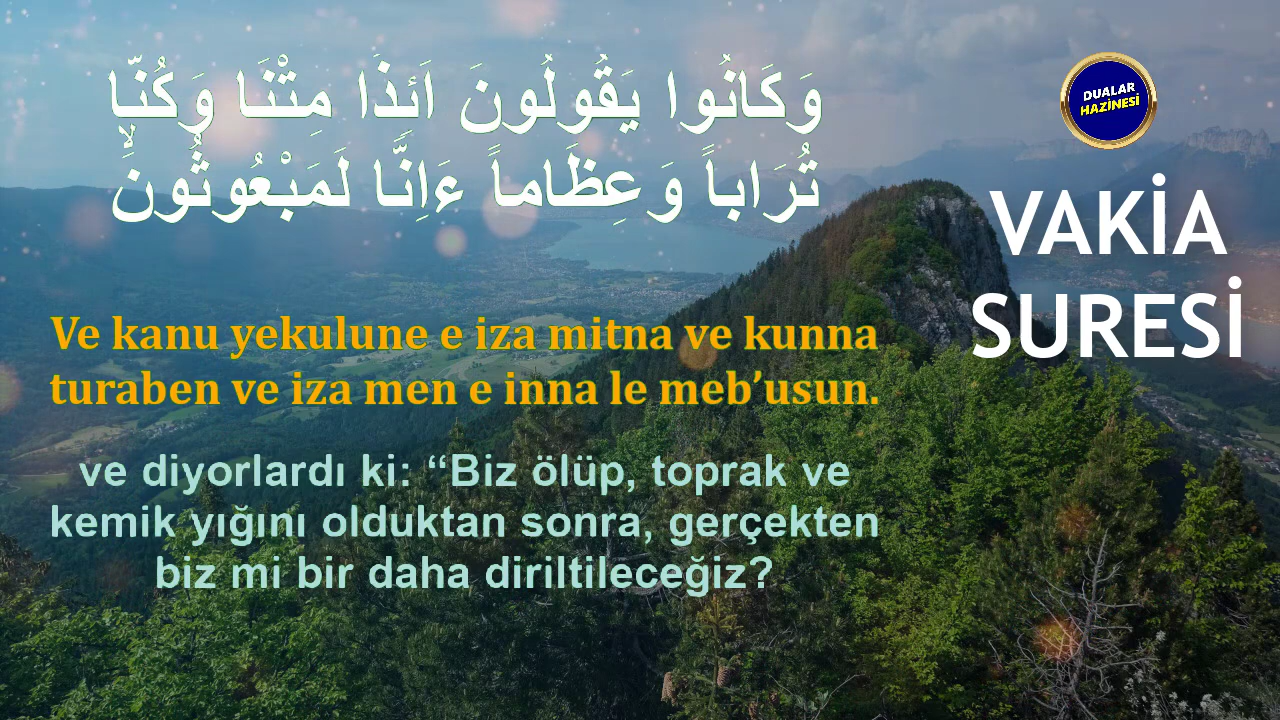 وَكَانُوا يَقُولُونَ اَئِذَا مِتْنَا وَكُنَّا
تُرَاباً وَعِظَاماً ءَاِنَّا لَمَبْعُوثُونَۙ
DUALAR
HAZİNESİ
VAKİA
SURESİ
Ve kanu yekulune e iza mitna ve kunna
turaben ve iza men e inna le meb’usun.
ve diyorlardı ki: “Biz ölüp, toprak ve
kemik yığını olduktan sonra, gerçekten
biz mi bir daha diriltileceğiz?